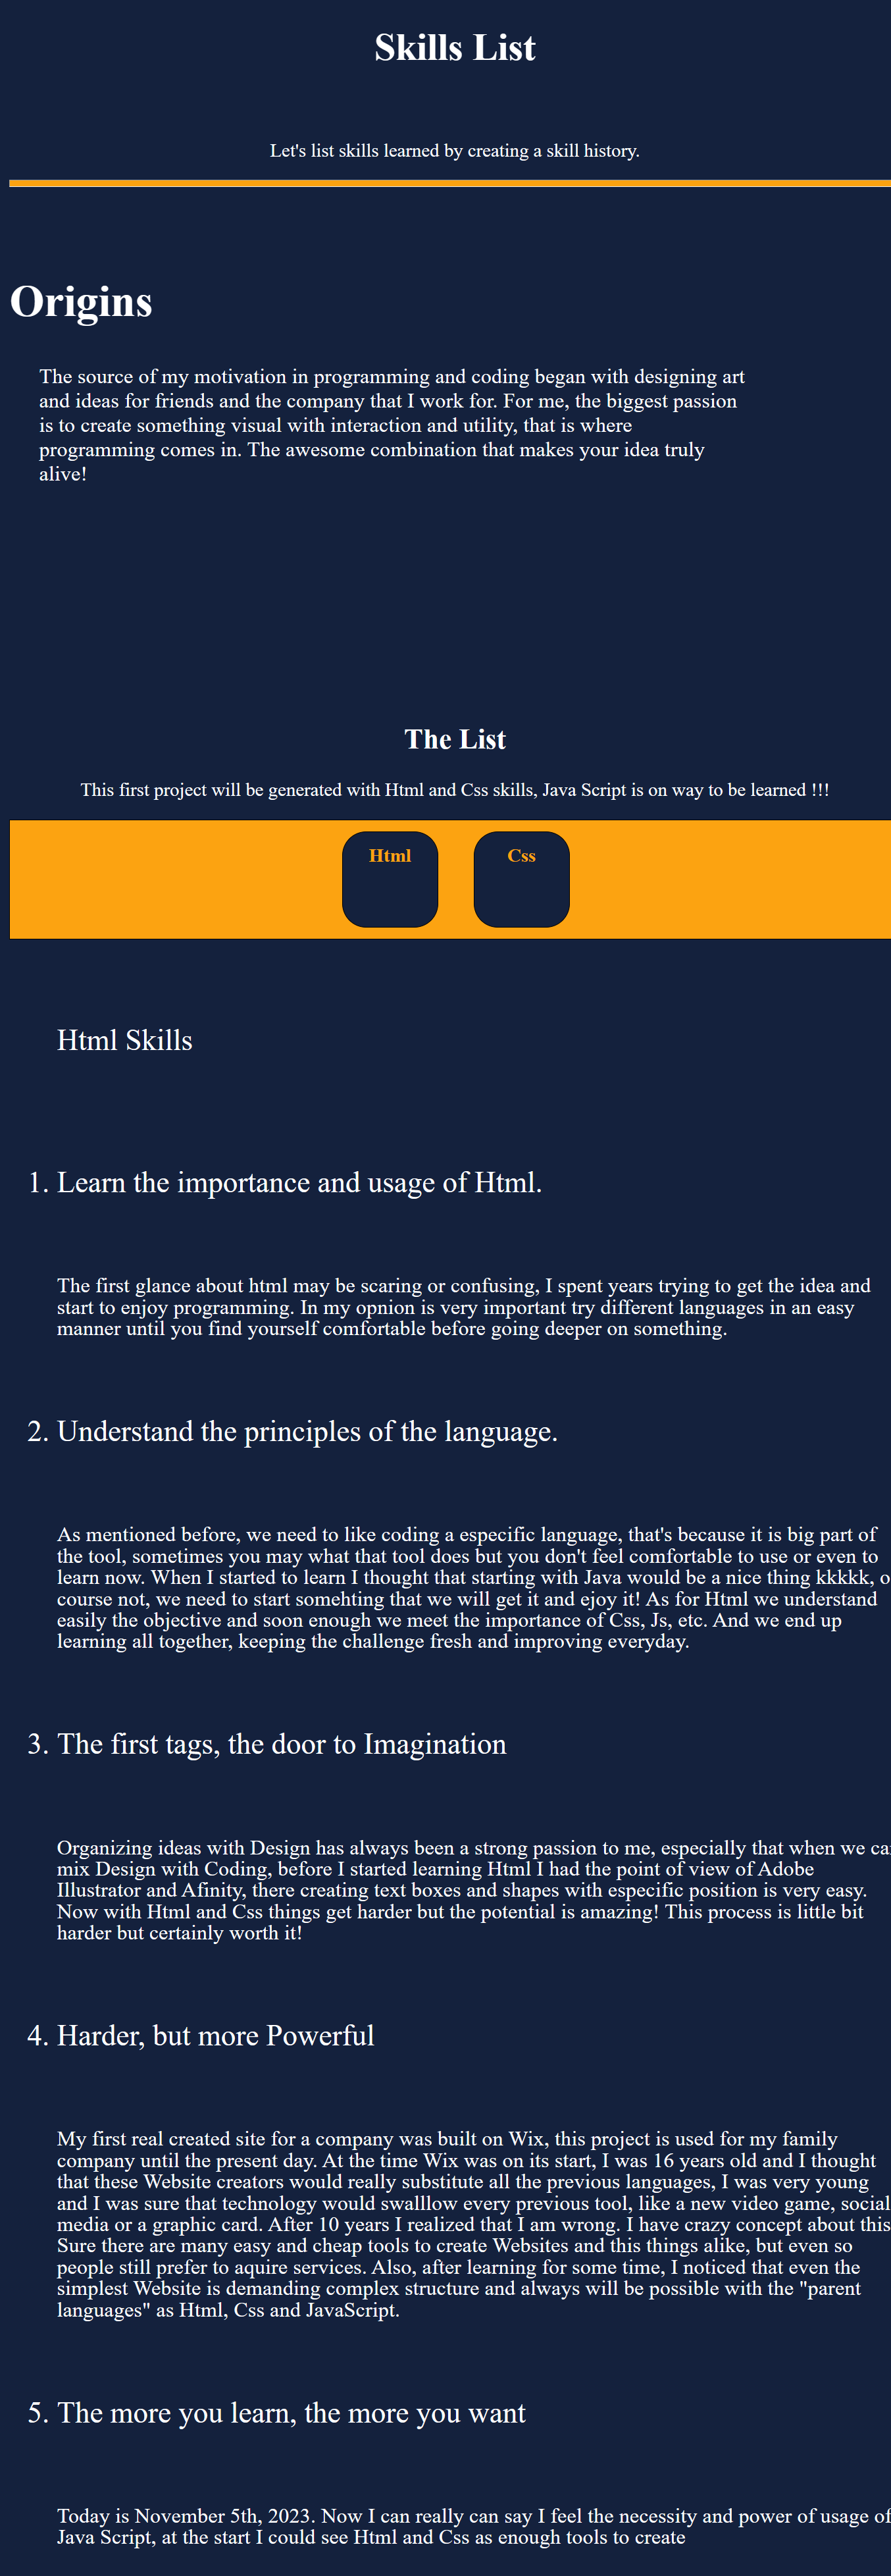 Skills List
Let's list skills learned by creating a skill history.
Origins
The source of my motivation in programming and coding began with designing art
and ideas for friends and the company that I work for. For me, the biggest passion
is to create something visual with interaction and utility, that is where
programming comes in. The awesome combination that makes your idea truly
alive!
The List
This first project will be generated with Html and Css skills, Java Script is on way to be learned !!!
Html Css
Html Skills
1. Learn the importance and usage of Html.
The first glance about html may be scaring or confusing, I spent years trying to get the idea and
start to enjoy programming. In my opnion is very important try different languages in an easy
manner until you find yourself comfortable before going deeper on something.
2. Understand the principles of the language.
As mentioned before, we need to like coding a especific language, that's because it is big part of
the tool, sometimes you may what that tool does but you don't feel comfortable to use or even to
learn now. When I started to learn I thought that starting with Java would be a nice thing kkkkk, o
course not, we need to start somehting that we will get it and ejoy it! As for Html we understand
easily the objective and soon enough we meet the importance of Css, Js, etc. And we end up
learning all together, keeping the challenge fresh and improving everyday.
3. The first tags, the door to Imagination
Organizing ideas with Design has always been a strong passion to me, especially that when we ca
mix Design with Coding, before I started learning Html I had the point of view of Adobe
Illustrator and Afinity, there creating text boxes and shapes with especific position is very easy.
Now with Html and Css things get harder but the potential is amazing! This process is little bit
harder but certainly worth it!
4. Harder, but more Powerful
My first real created site for a company was built on Wix, this project is used for my family
company until the present day. At the time Wix was on its start, I was 16 years old and I thought
that these Website creators would really substitute all the previous languages, I was very young
and I was sure that technology would swalllow every previous tool, like a new video game, social
media or a graphic card. After 10 years I realized that I am wrong. I have crazy concept about this
Sure there are many easy and cheap tools to create Websites and this things alike, but even so
people still prefer to aquire services. Also, after learning for some time, I noticed that even the
simplest Website is demanding complex structure and always will be possible with the "parent
languages" as Html, Css and JavaScript.
5. The more you learn, the more you want
Today is November 5th, 2023. Now I can really can say I feel the necessity and power of usage of
Java Script, at the start I could see Html and Css as enough tools to create